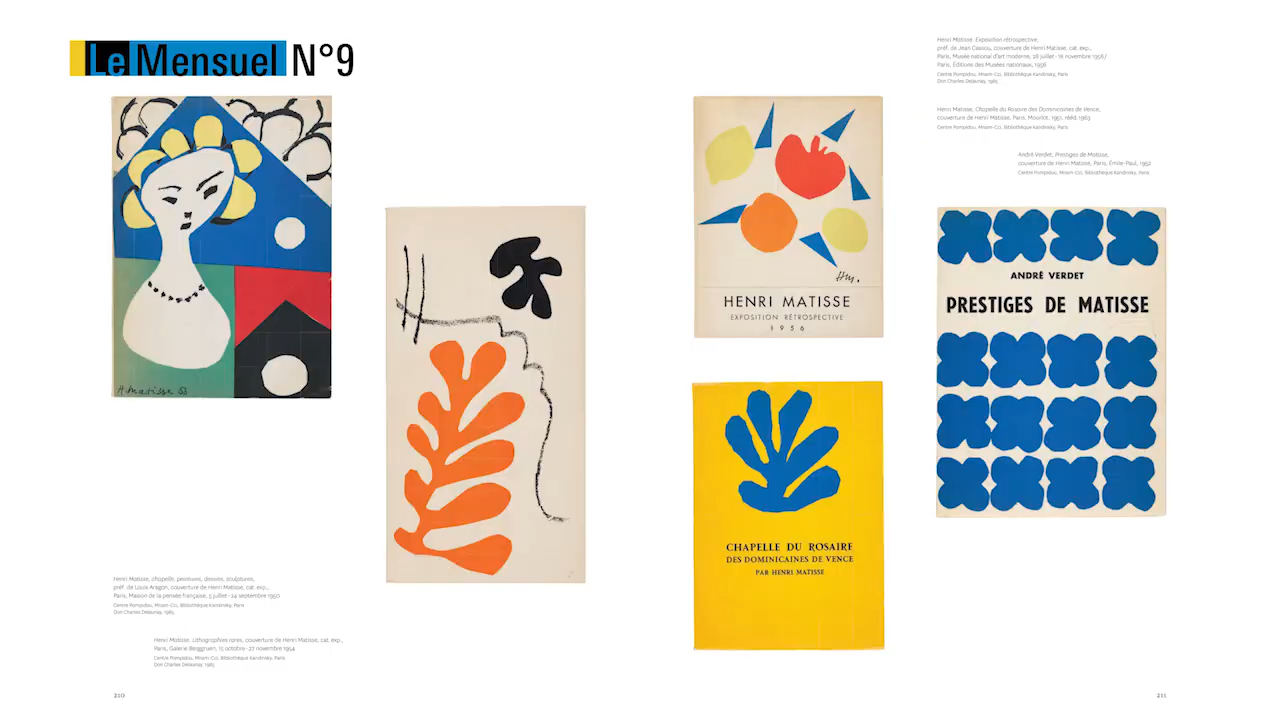 Le Mensuel N°9
H. Matisse 53
Henri Matisse, chapelle, peintures, dessins, sculptures,
préf. de Louis Aragon, couverture de Henri Matisse, cat. exp.,
Paris, Maison de la pensée française, 5 juillet - 24 septembre 1950
Centre Pompidou, Mnam-Cci, Bibliothèque Kandinsky, Paris
Don Charles Delaunay, 1985
Henri Matisse. Lithographies rares, couverture de Henri Matisse, cat. exp.,
Paris, Galerie Berggruen, 15 octobre - 27 novembre 1954
Centre Pompidou, Mnam-Cci, Bibliothèque Kandinsky, Paris
Don Charles Delaunay, 1985
210
HM.
HENRI MATISSE
EXPOSITION RÉTROSPECTIVE
1956
CHAPELLE DU ROSAIRE
DES DOMINICAINES DE VENCE
PAR HENRI MATISSE
Henri Matisse. Exposition rétrospective,
préf. de Jean Cassou, couverture de Henri Matisse, cat. exp.,
Paris, Musée national d'art moderne, 28 juillet - 18 novembre 1956 /
Paris, Éditions des Musées nationaux, 1956
Centre Pompidou, Mnam-Cci, Bibliothèque Kandinsky, Paris
Don Charles Delaunay, 1985
Henri Matisse, Chapelle du Rosaire des Dominicaines de Vence,
couverture de Henri Matisse, Paris, Mourlot, 1951, rééd. 1963
Centre Pompidou, Mnam-Cci, Bibliothèque Kandinsky, Paris
André Verdet, Prestiges de Matisse,
couverture de Henri Matisse, Paris, Émile-Paul, 1952
Centre Pompidou, Mnam-Cci, Bibliothèque Kandinsky, Paris
ANDRÉ VERDET
PRESTIGES DE MATISSE
211